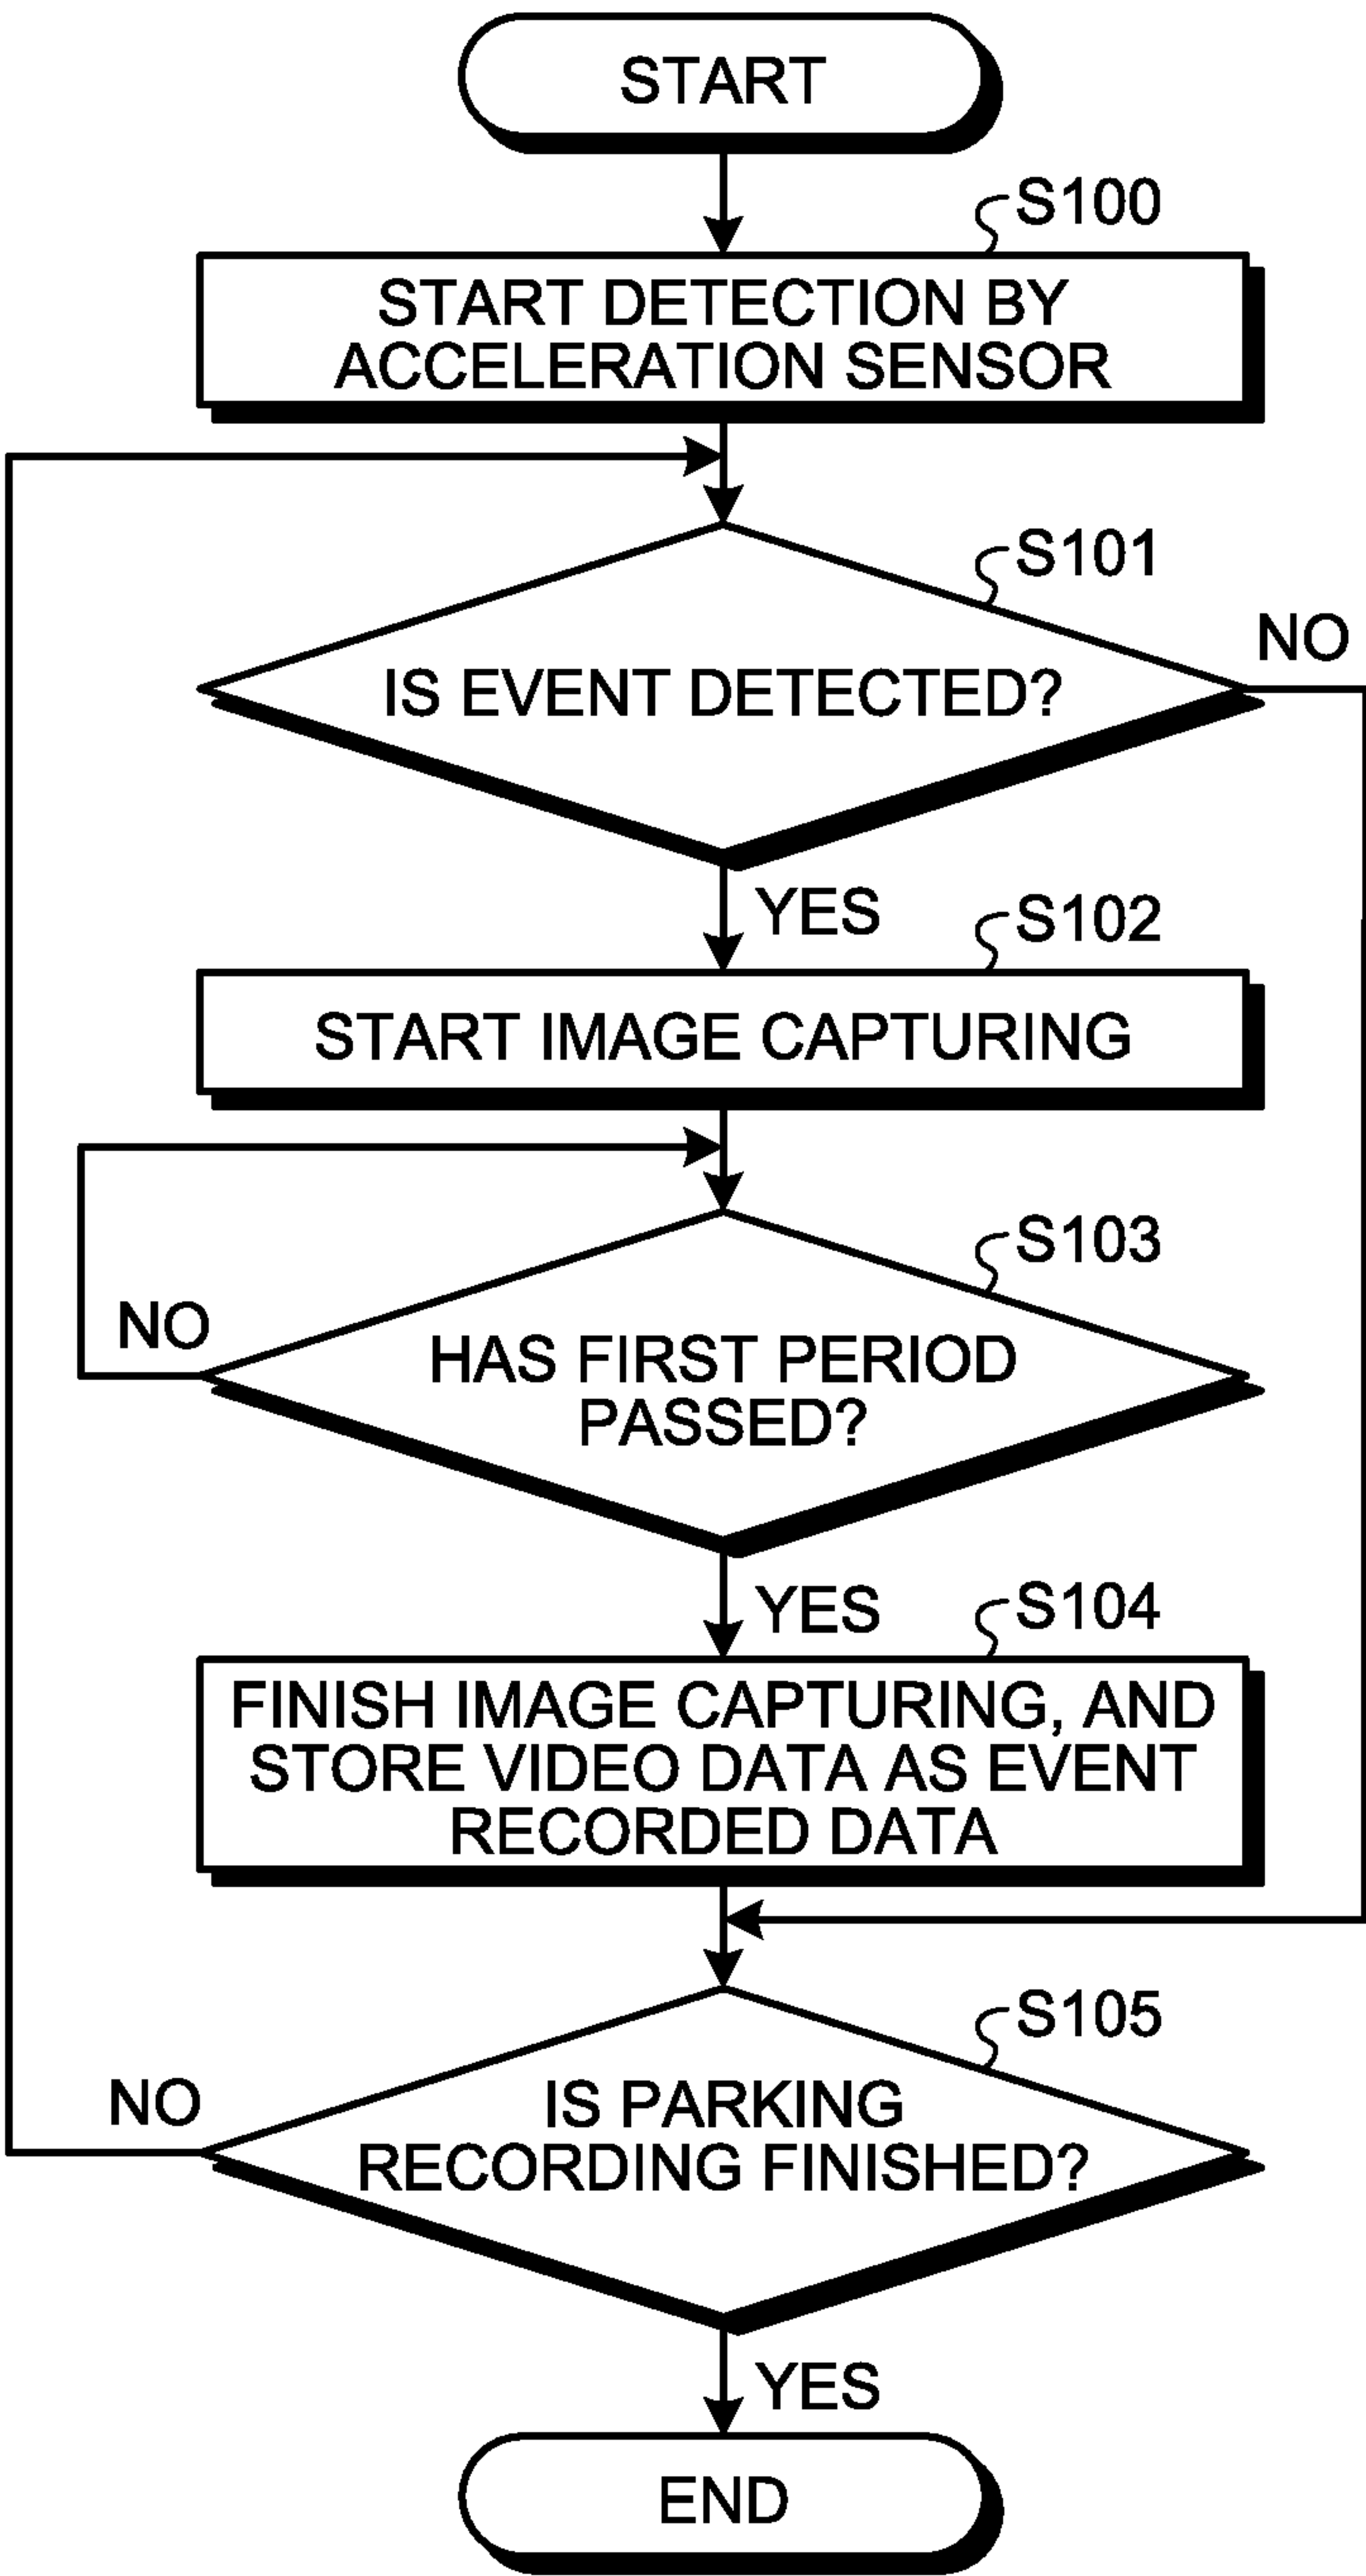 START
S100
START DETECTION BY
ACCELERATION SENSOR
S101
NO
IS EVENT DETECTED?
YES
S102
START IMAGE CAPTURING
S103
NO
HAS FIRST PERIOD
PASSED?
YES
S104
FINISH IMAGE CAPTURING, AND
STORE VIDEO DATA AS EVENT
RECORDED DATA
S105
NO
IS PARKING
RECORDING FINISHED?
YES
END